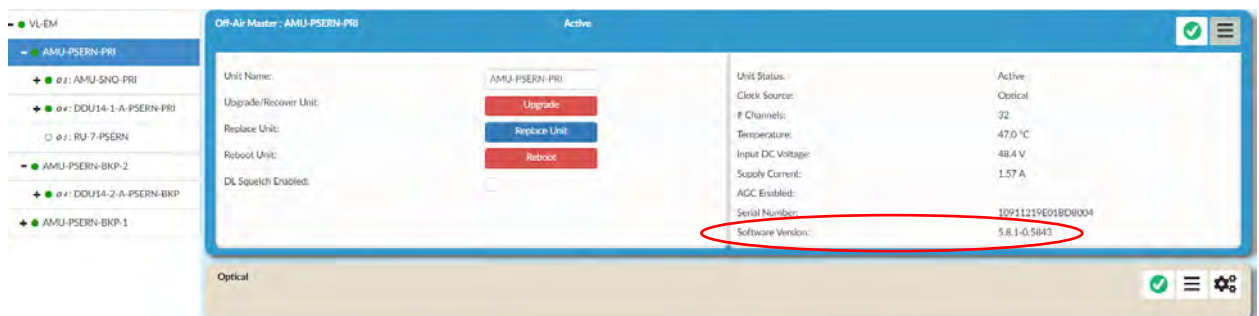 VL-EM
AMU-PSERN-PRI
01: AMU-SNO-PRI
04: DDU14-1-A-PSERN-PRI
05: RU-7-PSERN
AMU-PSERN-BKP-2
04: DDU14-2-A-PSERN-BKP
AMU-PSERN-BKP-1
Off-Air Master : AMU-PSERN-PRI Active
Unit Name: AMU-PSERN-PRI
Upgrade/Recover Unit: Upgrade
Replace Unit: Replace Unit
Reboot Unit: Reboot
DL Squelch Enabled:
Unit Status: Active
Clock Source: Optical
# Channels: 32
Temperature: 47.0 °C
Input DC Voltage: 48.4 V
Supply Current: 1.57 A
AGC Enabled:
Serial Number: 10911219E01BD8004
Software Version: 5.8.1-0.5843
Optical